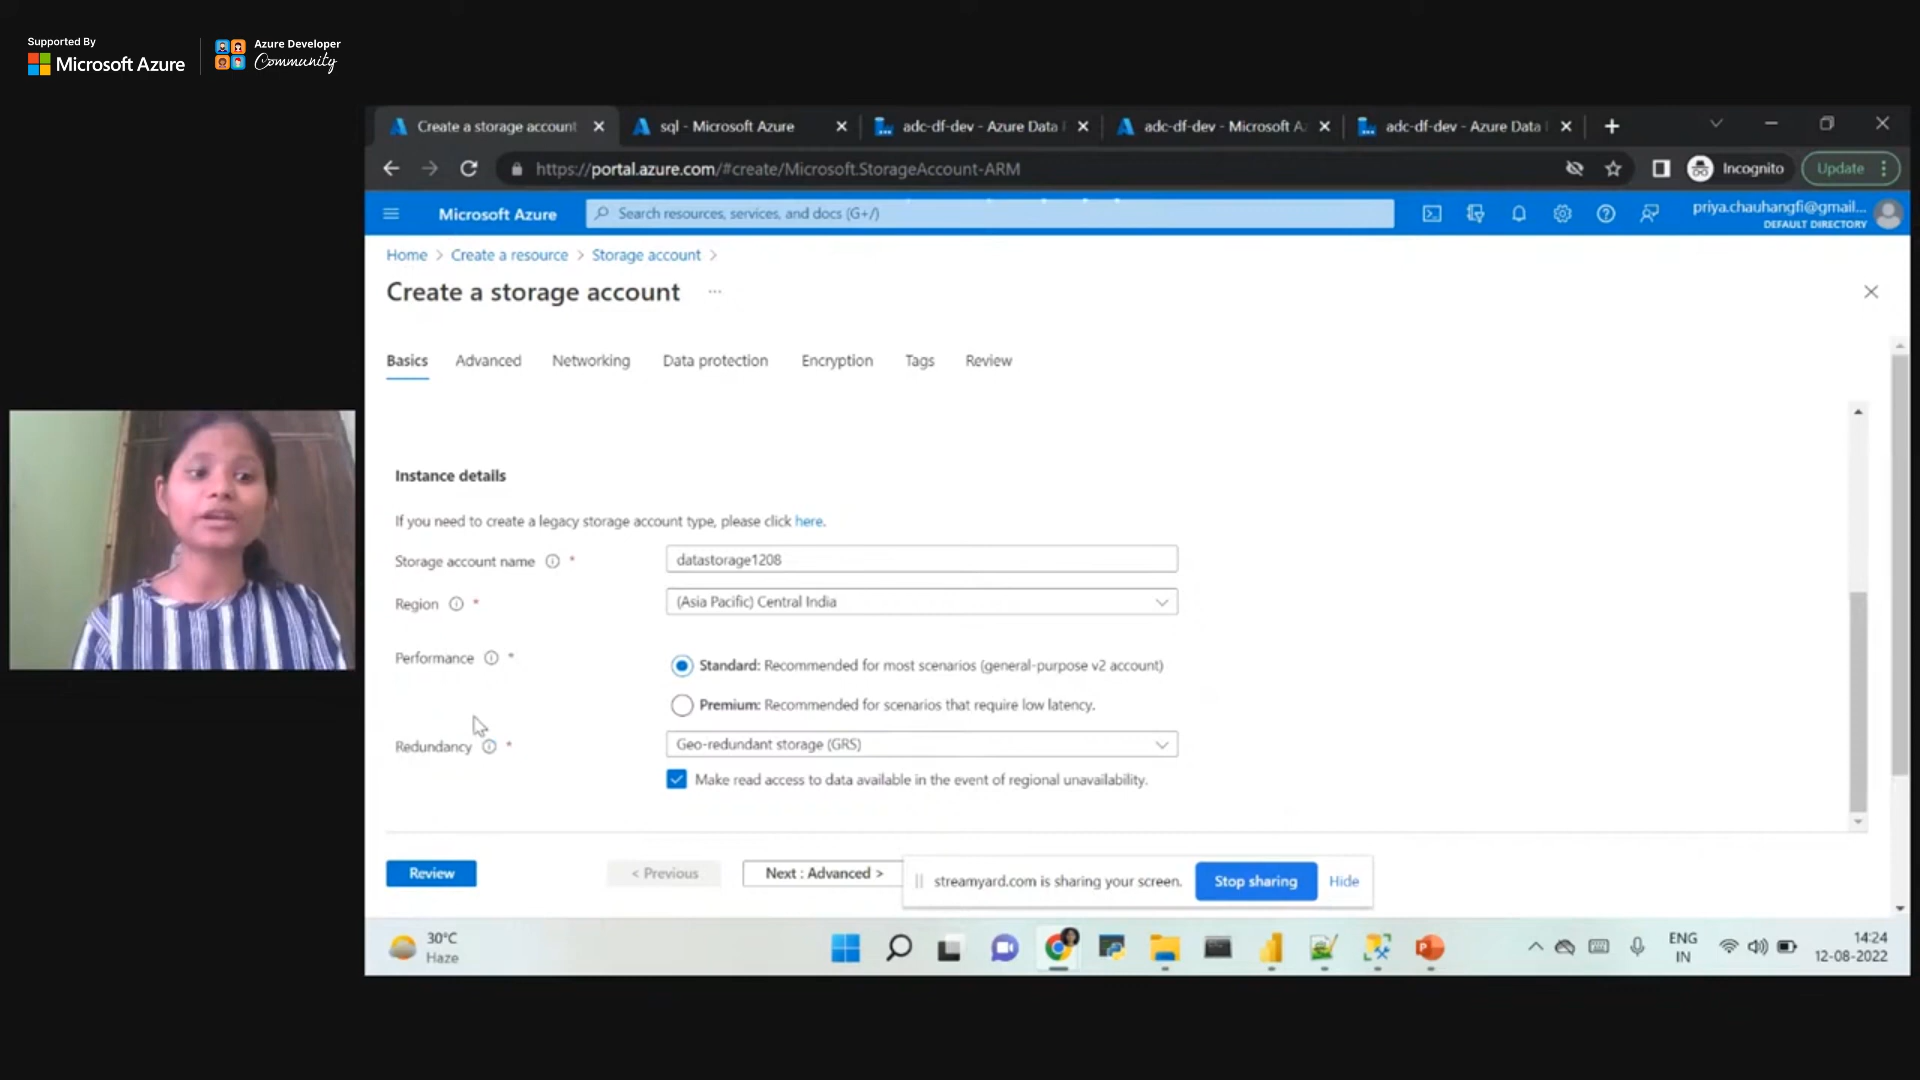 Supported By
Microsoft Azure
Azure Developer
Community
Create a storage account
sql - Microsoft Azure
adc-df-dev - Azure Data
adc-df-dev - Microsoft A
adc-df-dev - Azure Data
https://portal.azure.com/#create/Microsoft.StorageAccount-ARM
Incognito
Update
Microsoft Azure
Search resources, services, and docs (G+/)
priya.chauhangfi@gmail...
DEFAULT DIRECTORY
Home > Create a resource > Storage account >
Create a storage account ...
Basics Advanced Networking Data protection Encryption Tags Review
Instance details
If you need to create a legacy storage account type, please click here.
Storage account name * datastorage1208
Region * (Asia Pacific) Central India
Performance *
Standard: Recommended for most scenarios (general-purpose v2 account)
Premium: Recommended for scenarios that require low latency.
Redundancy * Geo-redundant storage (GRS)
Make read access to data available in the event of regional unavailability.
Review < Previous Next : Advanced >
streamyard.com is sharing your screen. Stop sharing Hide
30°C
Haze
ENG
IN
14:24
12-08-2022